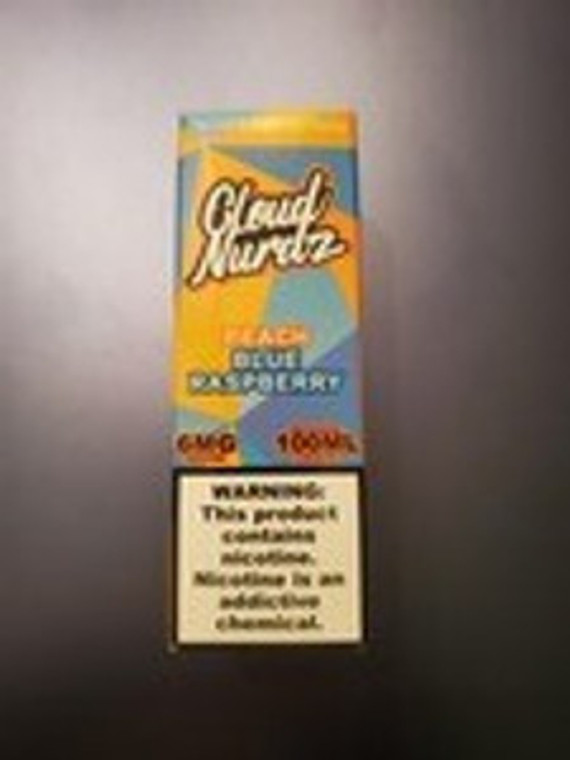 Cloud
Nurdz
PEACH
BLUE
RASPBERRY
6MG 100ML
WARNING:
This product
contains
nicotine.
Nicotine is an
addictive
chemical.